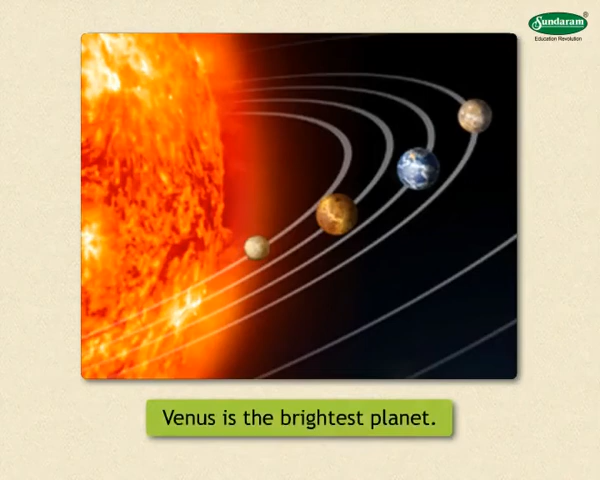 Sundaram
Education Revolution
Venus is the brightest planet.